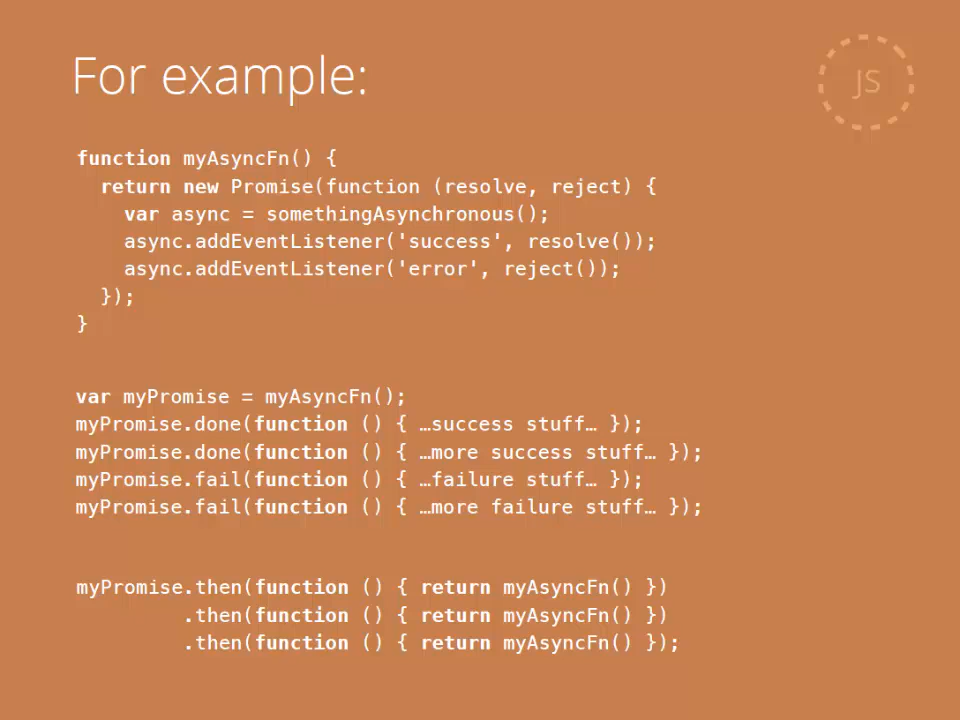 For example:
JS
function myAsyncFn() {
  return new Promise(function (resolve, reject) {
    var async = somethingAsynchronous();
    async.addEventListener('success', resolve());
    async.addEventListener('error', reject());
  });
}
var myPromise = myAsyncFn();
myPromise.done(function () { …success stuff… });
myPromise.done(function () { …more success stuff… });
myPromise.fail(function () { …failure stuff… });
myPromise.fail(function () { …more failure stuff… });
myPromise.then(function () { return myAsyncFn() })
         .then(function () { return myAsyncFn() })
         .then(function () { return myAsyncFn() });